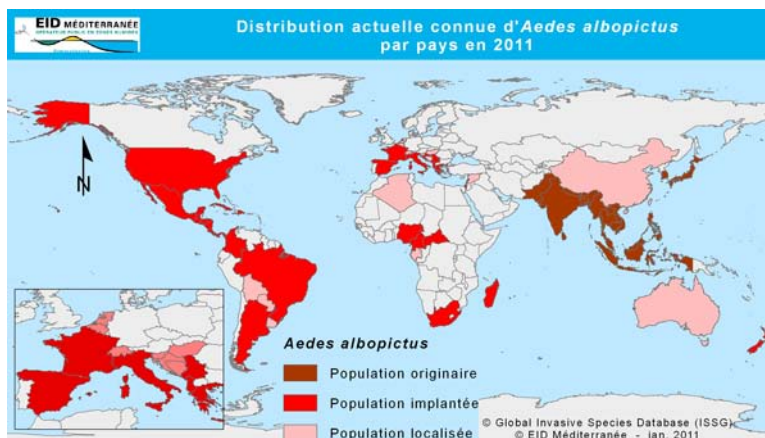 EID MÉDITERRANÉE
Distribution actuelle connue d'Aedes albopictus
par pays en 2011
N
Aedes albopictus
Population originaire
Population implantée
Population localisée
© Global Invasive Species Database (ISSG)
© EID Méditerranée - jan. 2011